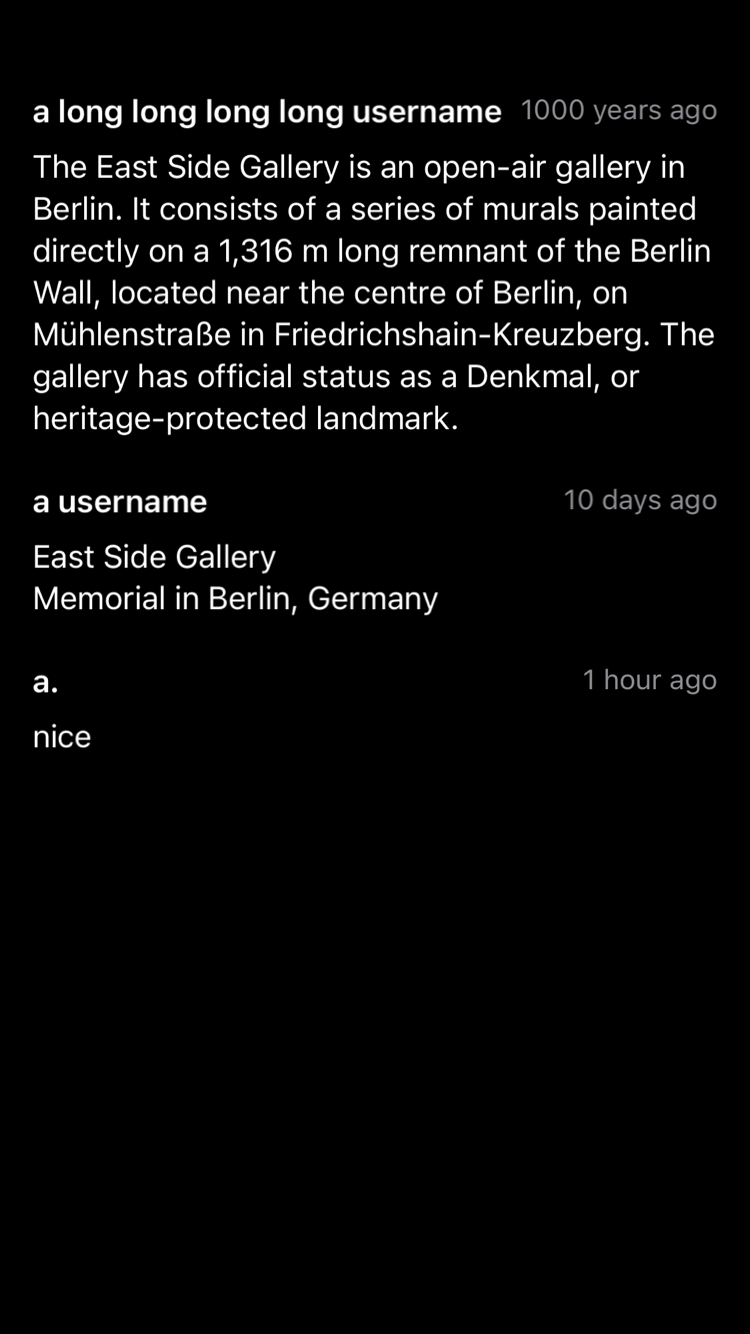 a long long long long username 1000 years ago
The East Side Gallery is an open-air gallery in
Berlin. It consists of a series of murals painted
directly on a 1,316 m long remnant of the Berlin
Wall, located near the centre of Berlin, on
Mühlenstraße in Friedrichshain-Kreuzberg. The
gallery has official status as a Denkmal, or
heritage-protected landmark.
a username 10 days ago
East Side Gallery
Memorial in Berlin, Germany
a. 1 hour ago
nice